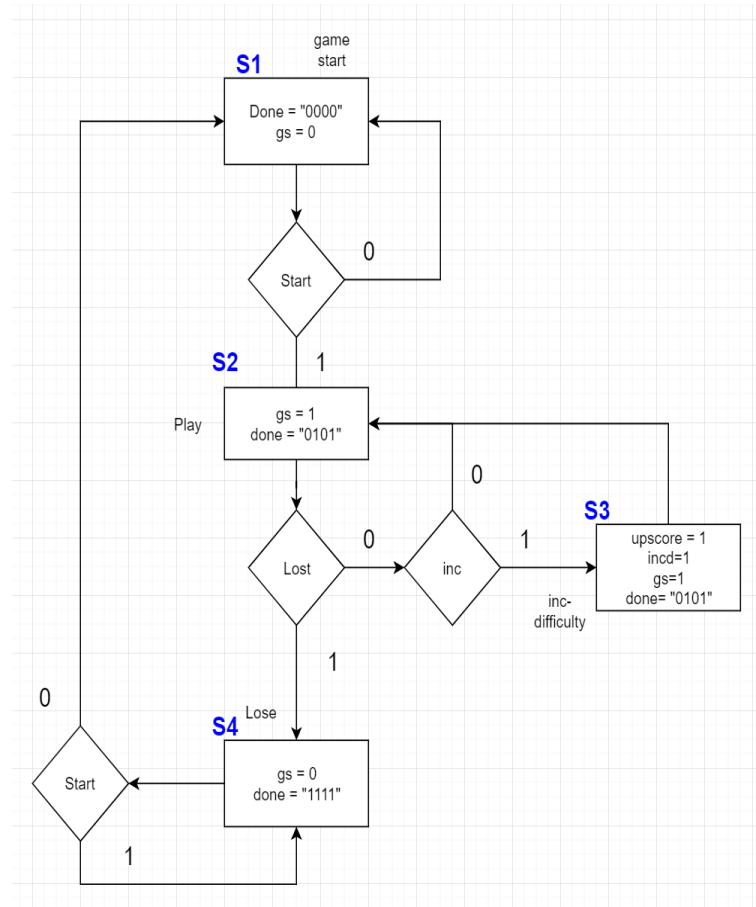 game
start
S1
Done = "0000"
gs = 0
0
Start
1
S2
Play
gs = 1
done = "0101"
0
S3
Lost
0
inc
1
upscore = 1
incd=1
gs=1
done= "0101"
inc-
difficulty
1
0
Lose
S4
Start
gs = 0
done = "1111"
1